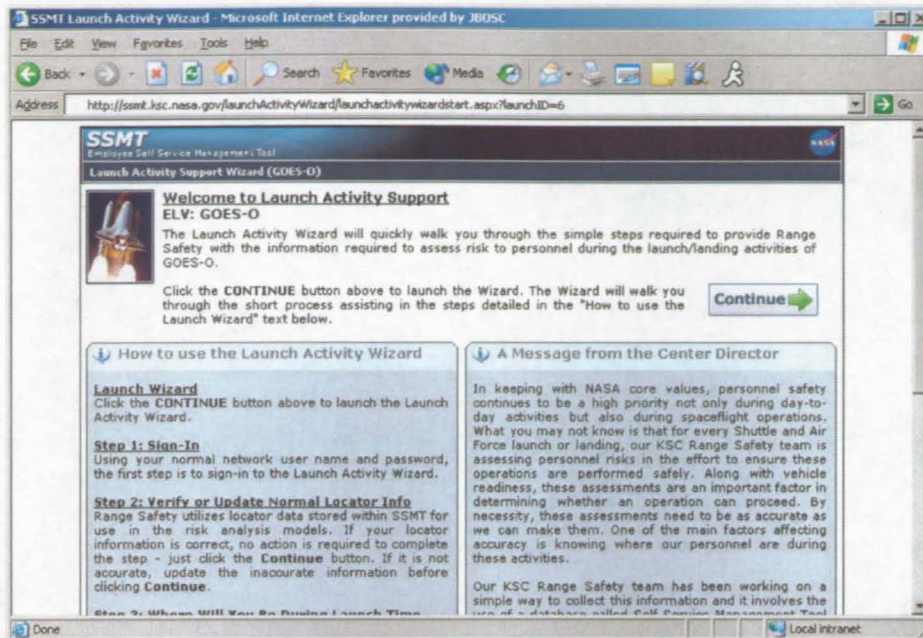 SSMT Launch Activity Wizard - Microsoft Internet Explorer provided by JBOSC
File Edit View Favorites Tools Help
Back Search Favorites Media
Address http://ssmt.ksc.nasa.gov/launchActivityWizard/launchactivitywizardstart.aspx?launchID=6 Go
SSMT
Employee Self Service Management Tool
NASA
Launch Activity Support Wizard (GOES-O)
Welcome to Launch Activity Support
ELV: GOES-O
The Launch Activity Wizard will quickly walk you through the simple steps required to provide Range
Safety with the information required to assess risk to personnel during the launch/landing activities of
GOES-O.
Click the CONTINUE button above to launch the Wizard. The Wizard will walk you
through the short process assisting in the steps detailed in the "How to use the
Launch Wizard" text below.
Continue
How to use the Launch Activity Wizard
Launch Wizard
Click the CONTINUE button above to launch the Launch
Activity Wizard.
Step 1: Sign-In
Using your normal network user name and password,
the first step is to sign-in to the Launch Activity Wizard.
Step 2: Verify or Update Normal Locator Info
Range Safety utilizes locator data stored within SSMT for
use in the risk analysis models. If your locator
information is correct, no action is required to complete
the step - just click the Continue button. If it is not
accurate, update the inaccurate information before
clicking Continue.
Step 3: Where Will You Be During Launch Time
A Message from the Center Director
In keeping with NASA core values, personnel safety
continues to be a high priority not only during day-to-
day activities but also during spaceflight operations.
What you may not know is that for every Shuttle and Air
Force launch or landing, our KSC Range Safety team is
assessing personnel risks in the effort to ensure these
operations are performed safely. Along with vehicle
readiness, these assessments are an important factor in
determining whether an operation can proceed. By
necessity, these assessments need to be as accurate as
we can make them. One of the main factors affecting
accuracy is knowing where our personnel are during
these activities.
Our KSC Range Safety team has been working on a
simple way to collect this information and it involves the
use of a database called Self Service Management Tool
Done
Local intranet